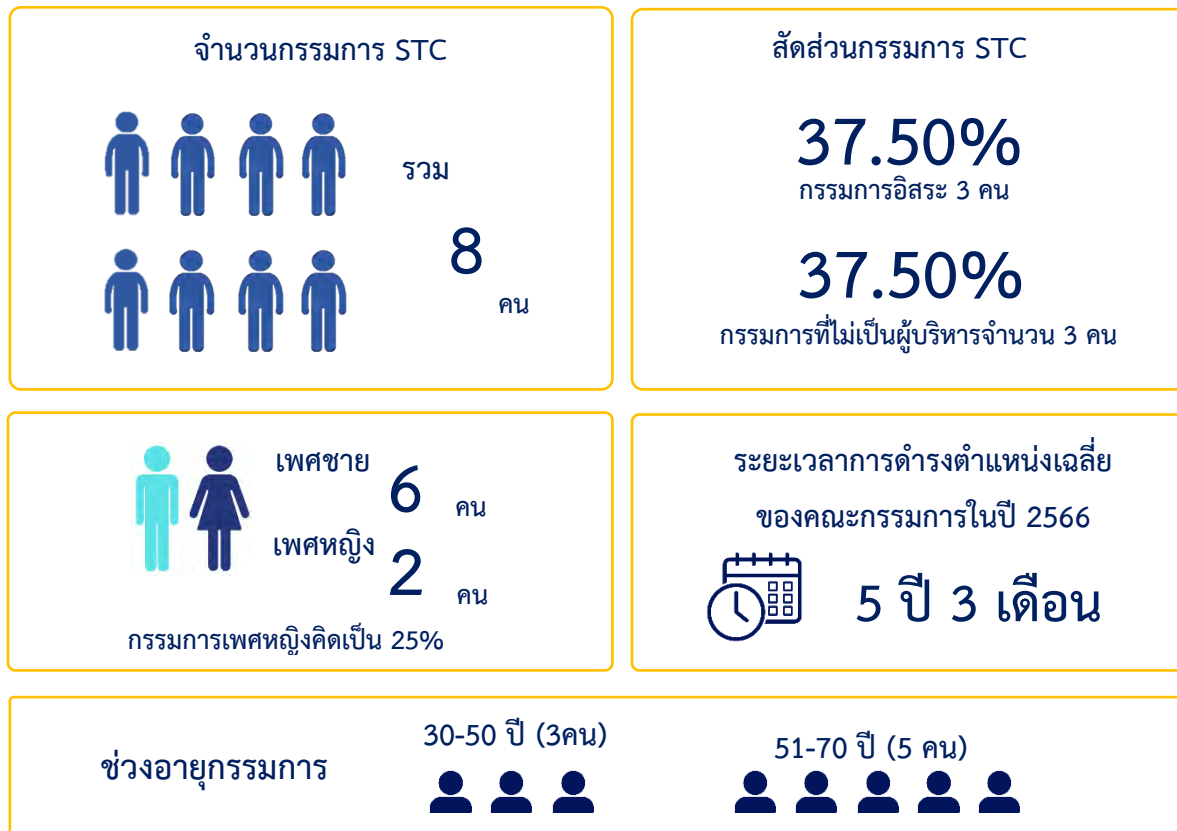 จำนวนกรรมการ STC
รวม
8
คน
สัดส่วนกรรมการ STC
37.50%
กรรมการอิสระ 3 คน
37.50%
กรรมการที่ไม่เป็นผู้บริหารจำนวน 3 คน
เพศชาย
6 คน
เพศหญิง
2 คน
กรรมการเพศหญิงคิดเป็น 25%
ระยะเวลาการดำรงตำแหน่งเฉลี่ย
ของคณะกรรมการในปี 2566
5 ปี 3 เดือน
ช่วงอายุกรรมการ
30-50 ปี (3คน)
51-70 ปี (5 คน)